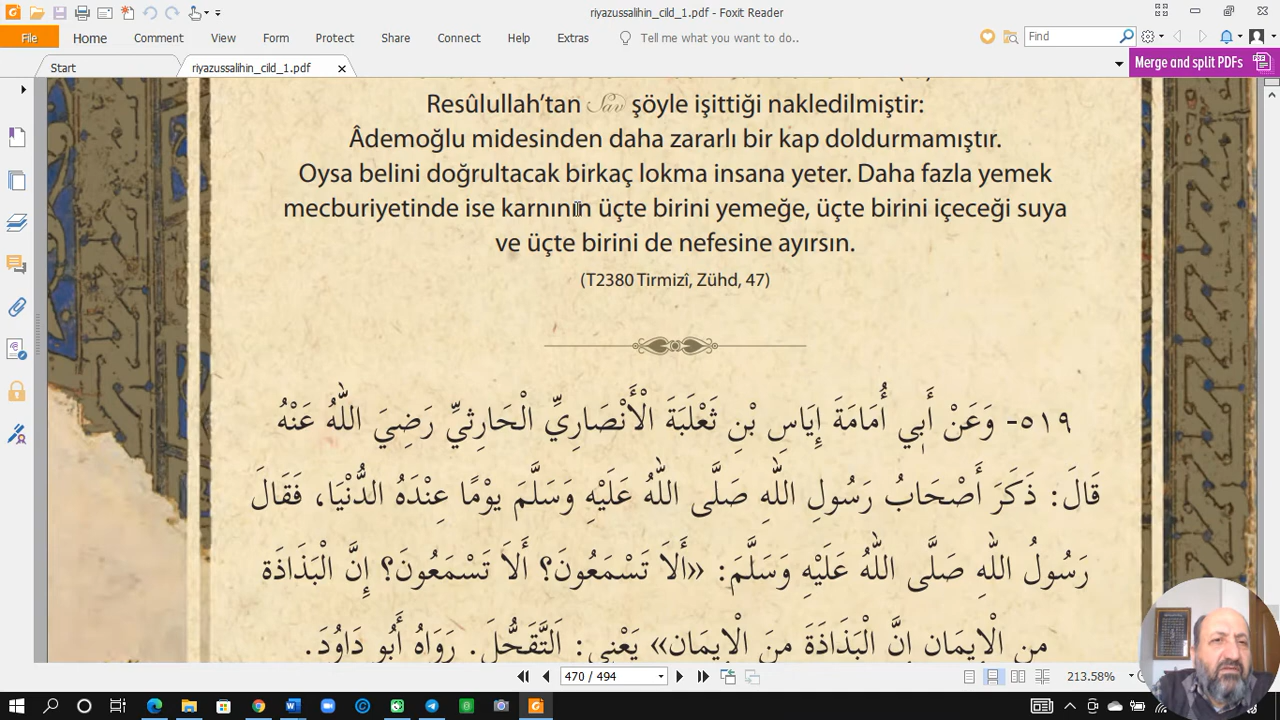 riyazussalihin_cild_1.pdf - Foxit Reader
File Home Comment View Form Protect Share Connect Help Extras Tell me what you want to do.. Find
Start riyazussalihin_cild_1.pdf Merge and split PDFs
Resûlullah'tan Sav şöyle işittiği nakledilmiştir:
Âdemoğlu midesinden daha zararlı bir kap doldurmamıştır.
Oysa belini doğrultacak birkaç lokma insana yeter. Daha fazla yemek
mecburiyetinde ise karnının üçte birini yemeğe, üçte birini içeceği suya
ve üçte birini de nefesine ayırsın.
(T2380 Tirmizî, Zühd, 47)
٥١٩- وَعَنْ أَبِي أُمَامَةَ إِيَاسِ بْنِ ثَعْلَبَةَ الْأَنْصَارِيِّ الْحَارِثيِّ رَضِيَ اللّٰهُ عَنْهُ
قَالَ: ذَكَرَ أَصْحَابُ رَسُولِ اللّٰهِ صَلَّى اللّٰهُ عَلَيْهِ وَسَلَّمَ يوْمًا عِنْدَهُ الدُّنْيَا، فَقَالَ
رَسُولُ اللّٰهِ صَلَّى اللّٰهُ عَلَيْهِ وَسَلَّمَ: «أَلَا تَسْمَعُونَ؟ أَلَا تَسْمَعُونَ؟ إِنَّ الْبَذَاذَةَ
مِنِ الْإِيمَانِ إِنَّ الْبَذَاذَةَ مِنَ الْإِيمَانِ» يَعْنِي: اَلتَّقَحُّلَ. رَوَاهُ أَبُو دَاوُدَ.
470 / 494 213.58%